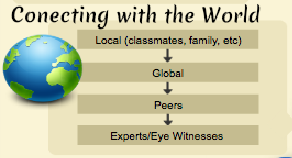 Conecting with the World
Local (classmates, family, etc)
Global
Peers
Experts/Eye Witnesses